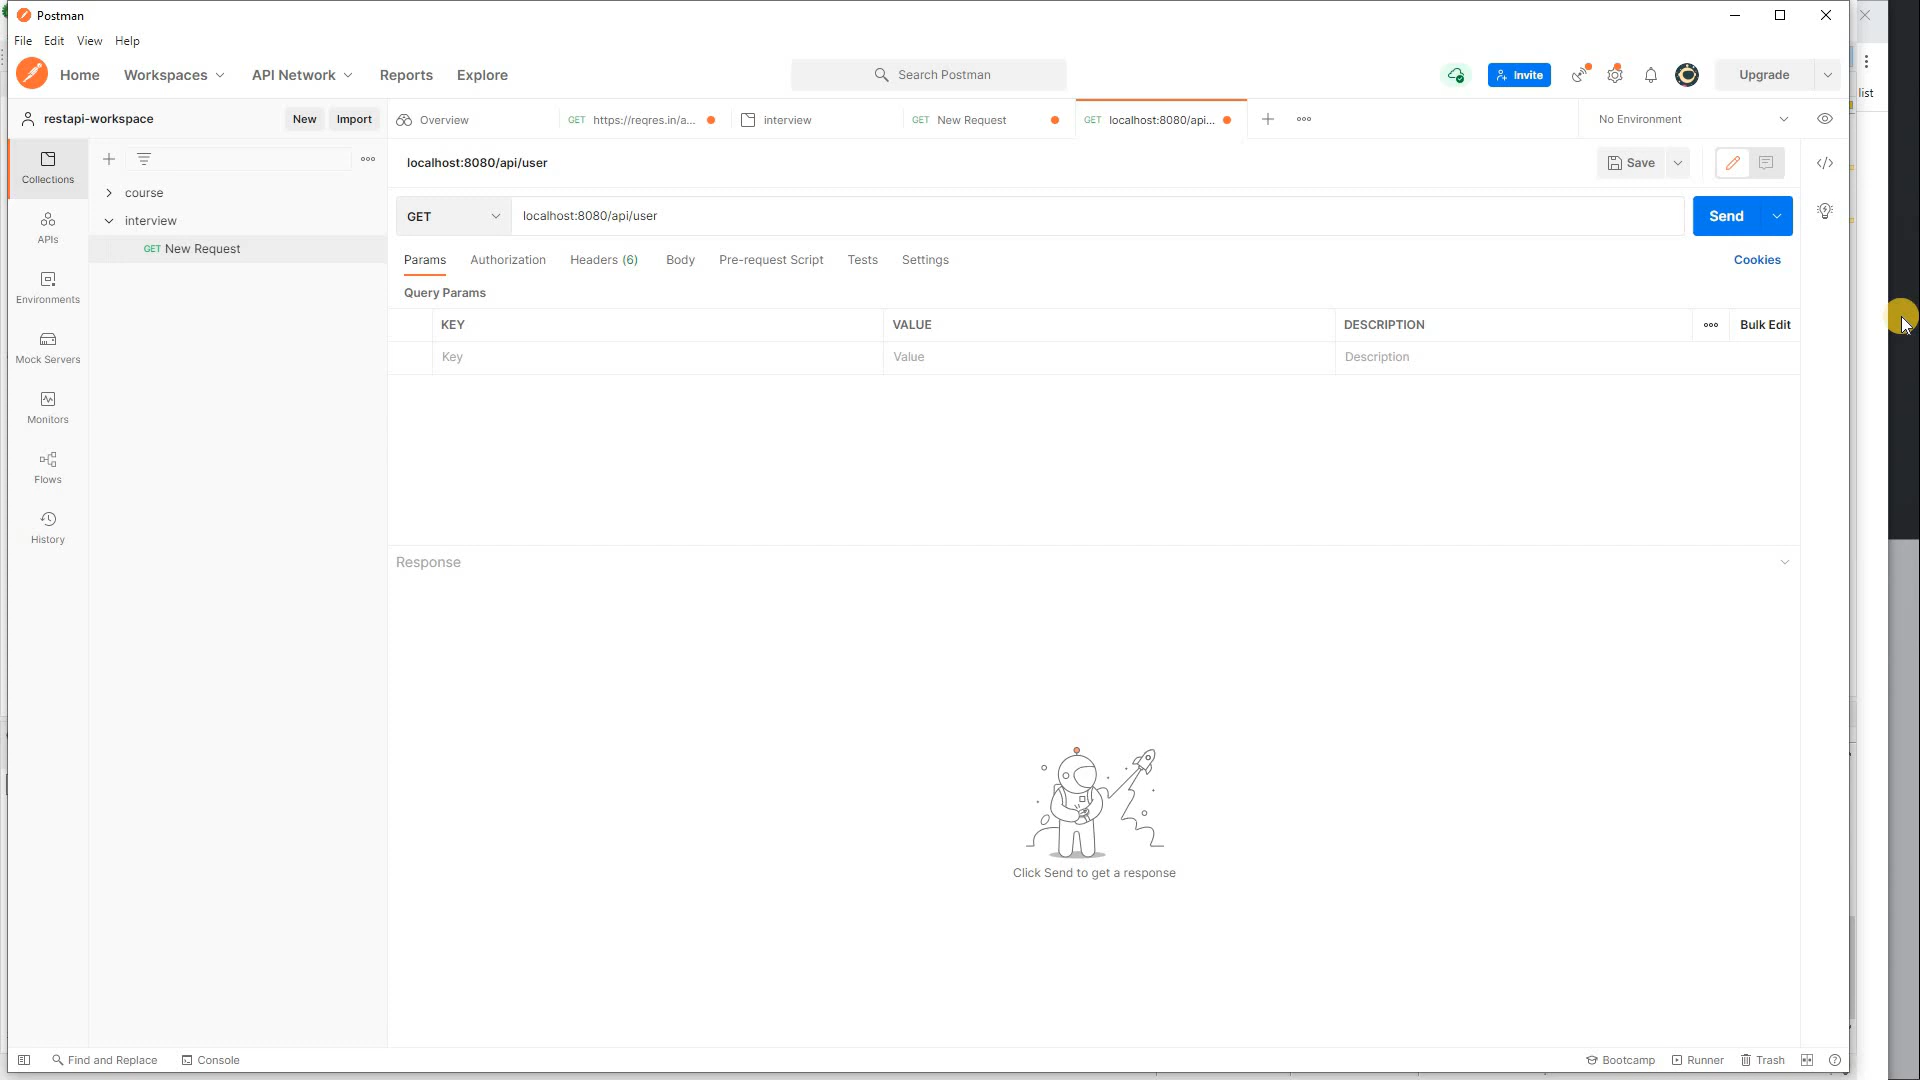 Postman
File Edit View Help
Home Workspaces API Network Reports Explore Search Postman Invite Upgrade
list
restapi-workspace New Import Overview GET https://reqres.in/a... interview GET New Request GET localhost:8080/api... No Environment
Collections
course
interview
GET New Request
APIs
Environments
Mock Servers
Monitors
Flows
History
localhost:8080/api/user Save
GET localhost:8080/api/user Send
Params Authorization Headers (6) Body Pre-request Script Tests Settings Cookies
Query Params
KEY VALUE DESCRIPTION Bulk Edit
Key Value Description
Response
Click Send to get a response
Find and Replace Console Bootcamp Runner Trash